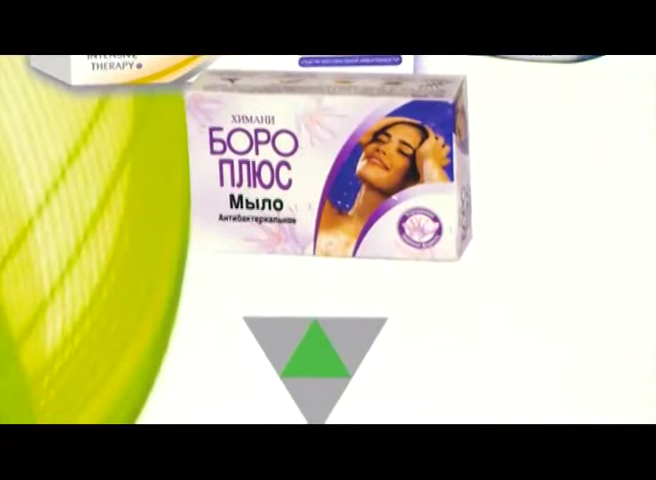 INTENSIVE
THERAPY
ХИМАНИ
БОРО
ПЛЮС
Мыло
Антибактериальное